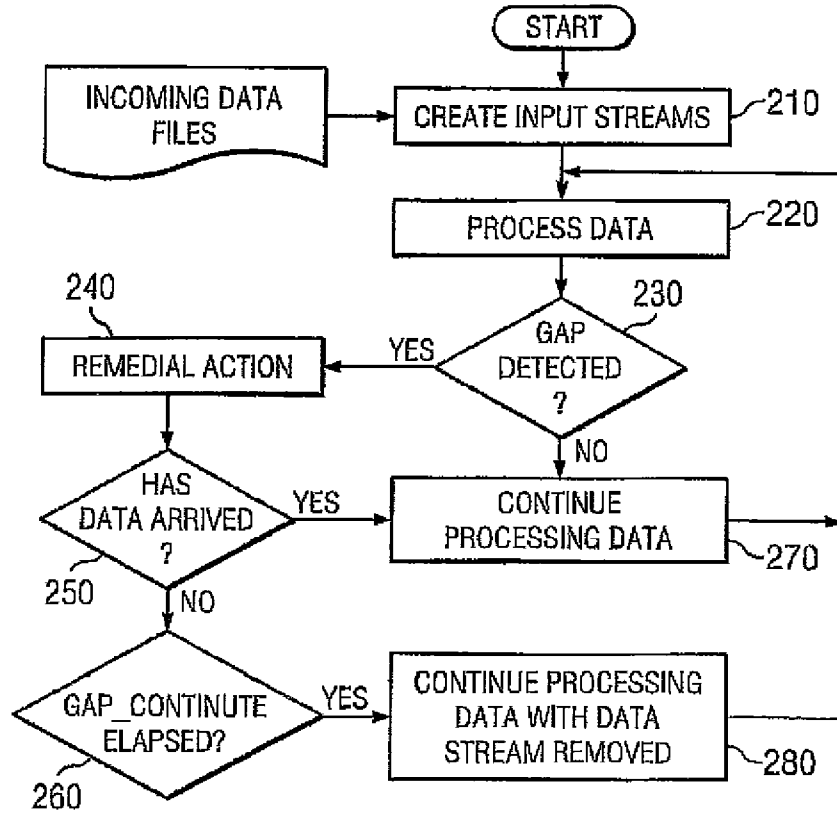 START
INCOMING DATA
FILES
CREATE INPUT STREAMS
210
PROCESS DATA
220
240
230
REMEDIAL ACTION
YES
GAP
DETECTED
?
NO
HAS
DATA ARRIVED
?
YES
250
NO
CONTINUE
PROCESSING DATA
270
GAP_CONTINUTE
ELAPSED?
YES
260
CONTINUE PROCESSING
DATA WITH DATA
STREAM REMOVED
280